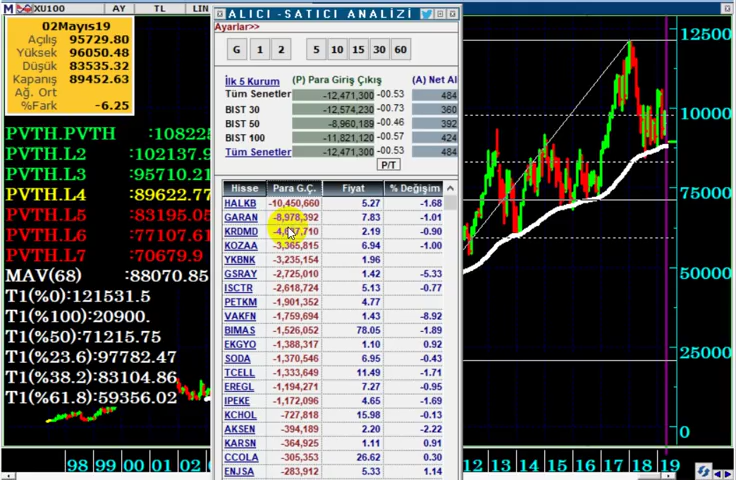 M XU100 AY TL LIN
ALICI -SATICI ANALİZİ
Ayarlar>>
02Mayıs19
Açılış 95729.80
Yüksek 96050.48
Düşük 83535.32
Kapanış 89452.63
Ağ. Ort
%Fark -6.25
G 1 2 5 10 15 30 60
İlk 5 Kurum (P) Para Giriş Çıkış (A) Net Al
Tüm Senetler -12,471,300 -00.53 484
BIST 30 -12,574,230 -00.73 360
BIST 50 -8,960,189 -00.46 392
BIST 100 -11,821,120 -00.57 424
Tüm Senetler -12,471,300 -00.53 484
P/T
PVTH.PVTH :108225
PVTH.L2 :102137.9
PVTH.L3 :95710.21
PVTH.L4 :89622.77
PVTH.L5 :83195.05
PVTH.L6 :77107.61
PVTH.L7 :70679.9
MAV(68) :88070.85
T1(%0):121531.5
T1(%100):20900.
T1(%50):71215.75
T1(%23.6):97782.47
T1(%38.2):83104.86
T1(%61.8):59356.02
Hisse Para G.Ç. Fiyat % Değişim
HALKB -10,450,660 5.27 -1.68
GARAN -8,978,392 7.83 -1.01
KRDMD 2.19 -0.90
KOZAA -3,365,815 6.94 -1.00
YKBNK -3,235,154 1.96
GSRAY -2,725,010 1.42 -5.33
ISCTR -2,618,724 5.13 -0.77
PETKM -1,901,352 4.77
VAKFN -1,759,694 1.43 -8.92
BIMAS -1,526,052 78.05 -1.89
EKGYO -1,388,317 1.10 0.92
SODA -1,370,546 6.95 -0.43
TCELL -1,333,649 11.49 -1.71
EREGL -1,194,271 7.27 -0.95
IPEKE -1,172,096 4.65 -1.69
KCHOL -727,818 15.98 -0.13
AKSEN -394,189 2.20 -2.22
KARSN -364,925 1.11 0.91
CCOLA -305,353 26.62 0.30
ENJSA -283,912 5.33 1.14
12500
10000
75000
50000
25000
0
98 99 00 01 02 12 13 14 15 16 17 18 19